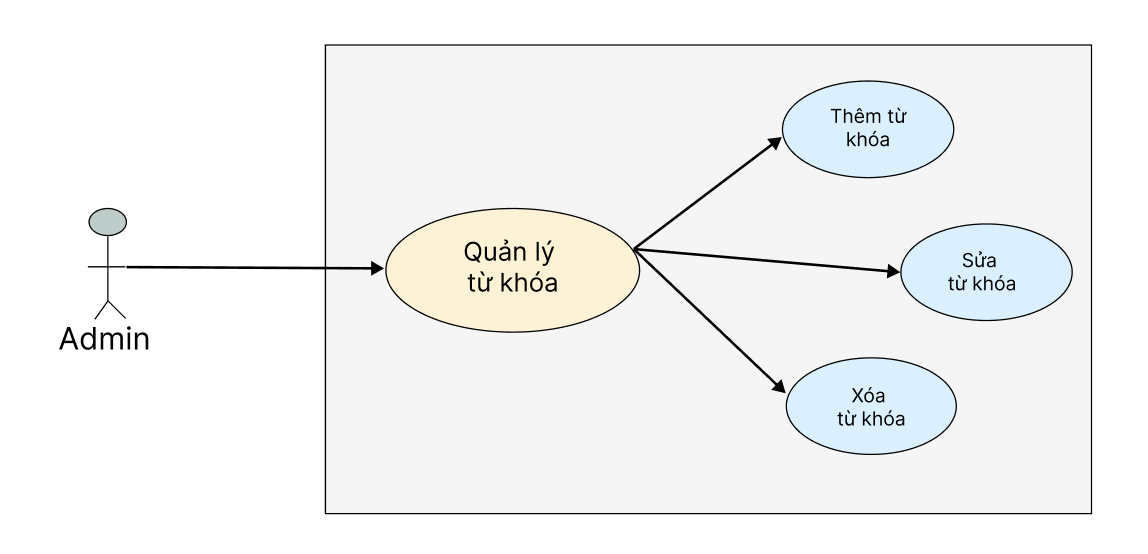 Thêm từ
khóa
Quản lý
từ khóa
Sửa
từ khóa
Admin
Xóa
từ khóa